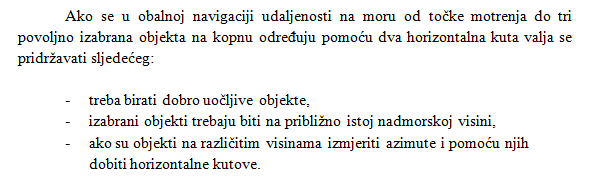 Ako se u obalnoj navigaciji udaljenosti na moru od točke motrenja do tri
povoljno izabrana objekta na kopnu određuju pomoću dva horizontalna kuta valja se
pridržavati sljedećeg:
- treba birati dobro uočljive objekte,
- izabrani objekti trebaju biti na približno istoj nadmorskoj visini,
- ako su objekti na različitim visinama izmjeriti azimute i pomoću njih
dobiti horizontalne kutove.